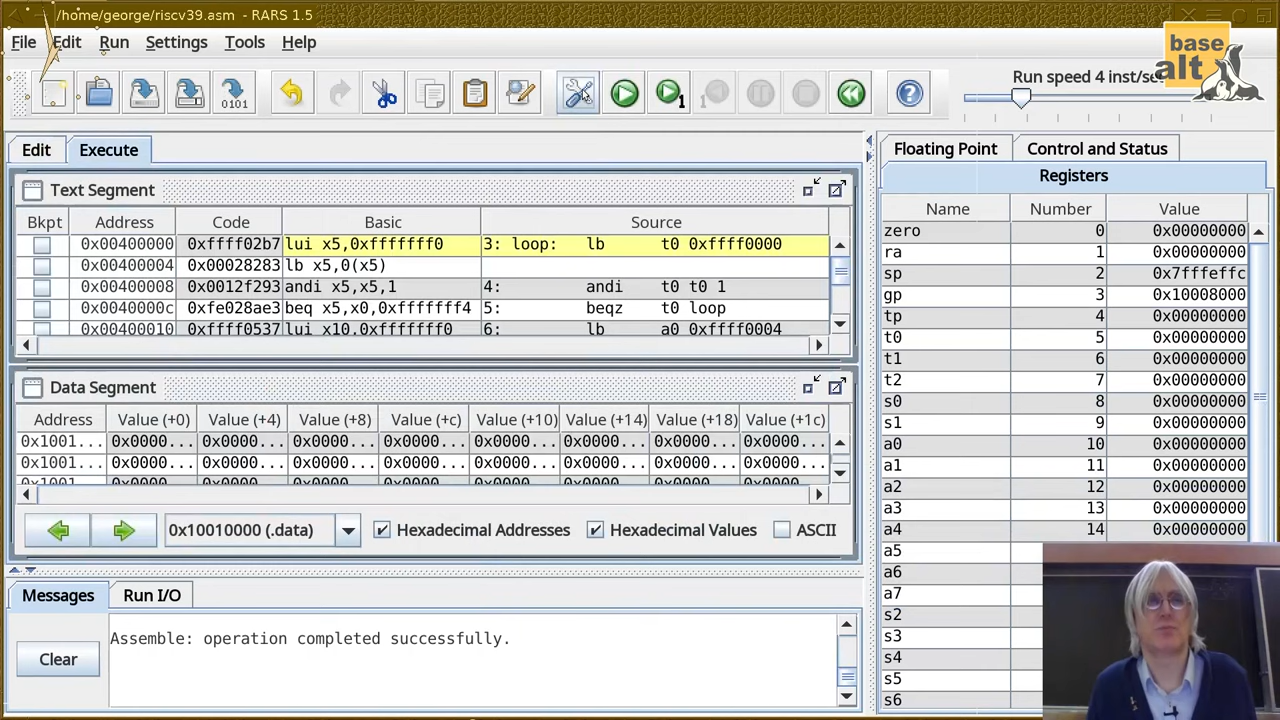 /home/george/riscv39.asm - RARS 1.5
File Edit Run Settings Tools Help
base
alt
Run speed 4 inst/se
0101
1
Edit Execute
Floating Point Control and Status
Registers
Text Segment
Bkpt Address Code Basic Source
0x00400000 0xffff02b7 lui x5,0xfffffff0 3: loop: lb t0 0xffff0000
0x00400004 0x00028283 lb x5,0(x5)
0x00400008 0x0012f293 andi x5,x5,1 4: andi t0 t0 1
0x0040000c 0xfe028ae3 beq x5,x0,0xfffffff4 5: beqz t0 loop
0x00400010 0xffff0537 lui x10,0xfffffff0 6: lb a0 0xffff0004
Data Segment
Address Value (+0) Value (+4) Value (+8) Value (+c) Value (+10) Value (+14) Value (+18) Value (+1c)
0x1001... 0x0000... 0x0000... 0x0000... 0x0000... 0x0000... 0x0000... 0x0000... 0x0000...
0x1001... 0x0000... 0x0000... 0x0000... 0x0000... 0x0000... 0x0000... 0x0000... 0x0000...
0x10010000 (.data) Hexadecimal Addresses Hexadecimal Values ASCII
Messages Run I/O
Assemble: operation completed successfully.
Clear
Name Number Value
zero 0 0x00000000
ra 1 0x00000000
sp 2 0x7fffeffc
gp 3 0x10008000
tp 4 0x00000000
t0 5 0x00000000
t1 6 0x00000000
t2 7 0x00000000
s0 8 0x00000000
s1 9 0x00000000
a0 10 0x00000000
a1 11 0x00000000
a2 12 0x00000000
a3 13 0x00000000
a4 14 0x00000000
a5
a6
a7
s2
s3
s4
s5
s6